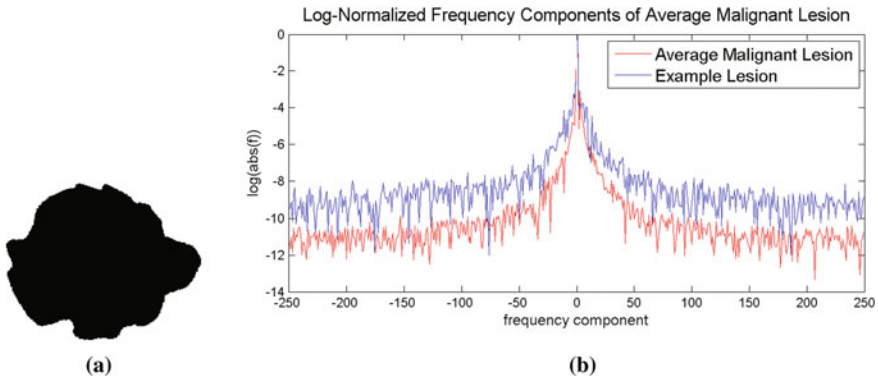 Log-Normalized Frequency Components of Average Malignant Lesion
0
-2
-4
-6
-8
-10
-12
-14
log(abs(f))
Average Malignant Lesion
Example Lesion
-250 -200 -150 -100 -50 0 50 100 150 200 250
frequency component
(a) (b)